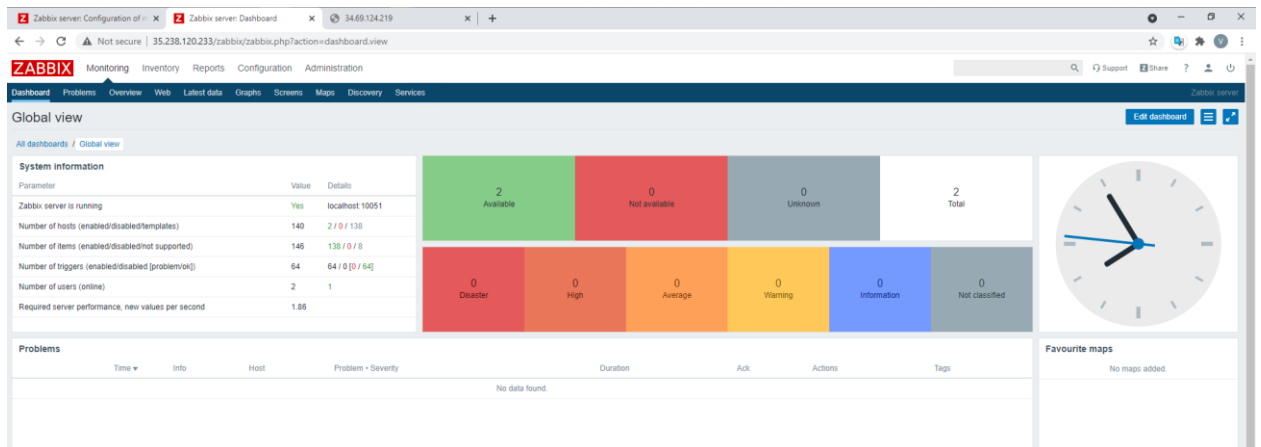 Zabbix server: Configuration of n
Zabbix server: Dashboard
34.69.124.219
Not secure | 35.238.120.233/zabbix/zabbix.php?action=dashboard.view
V
ZABBIX Monitoring Inventory Reports Configuration Administration
Support Share ?
Dashboard Problems Overview Web Latest data Graphs Screens Maps Discovery Services
Zabbix server
Global view
Edit dashboard
All dashboards / Global view
System information
Parameter Value Details
Zabbix server is running Yes localhost:10051
Number of hosts (enabled/disabled/templates) 140 2 / 0 / 138
Number of items (enabled/disabled/not supported) 146 138 / 0 / 8
Number of triggers (enabled/disabled [problem/ok]) 64 64 / 0 [0 / 64]
Number of users (online) 2 1
Required server performance, new values per second 1.86
2 Available
0 Not available
0 Unknown
2 Total
0 Disaster
0 High
0 Average
0 Warning
0 Information
0 Not classified
Problems
Time Info Host Problem • Severity Duration Ack Actions Tags
No data found.
Favourite maps
No maps added.